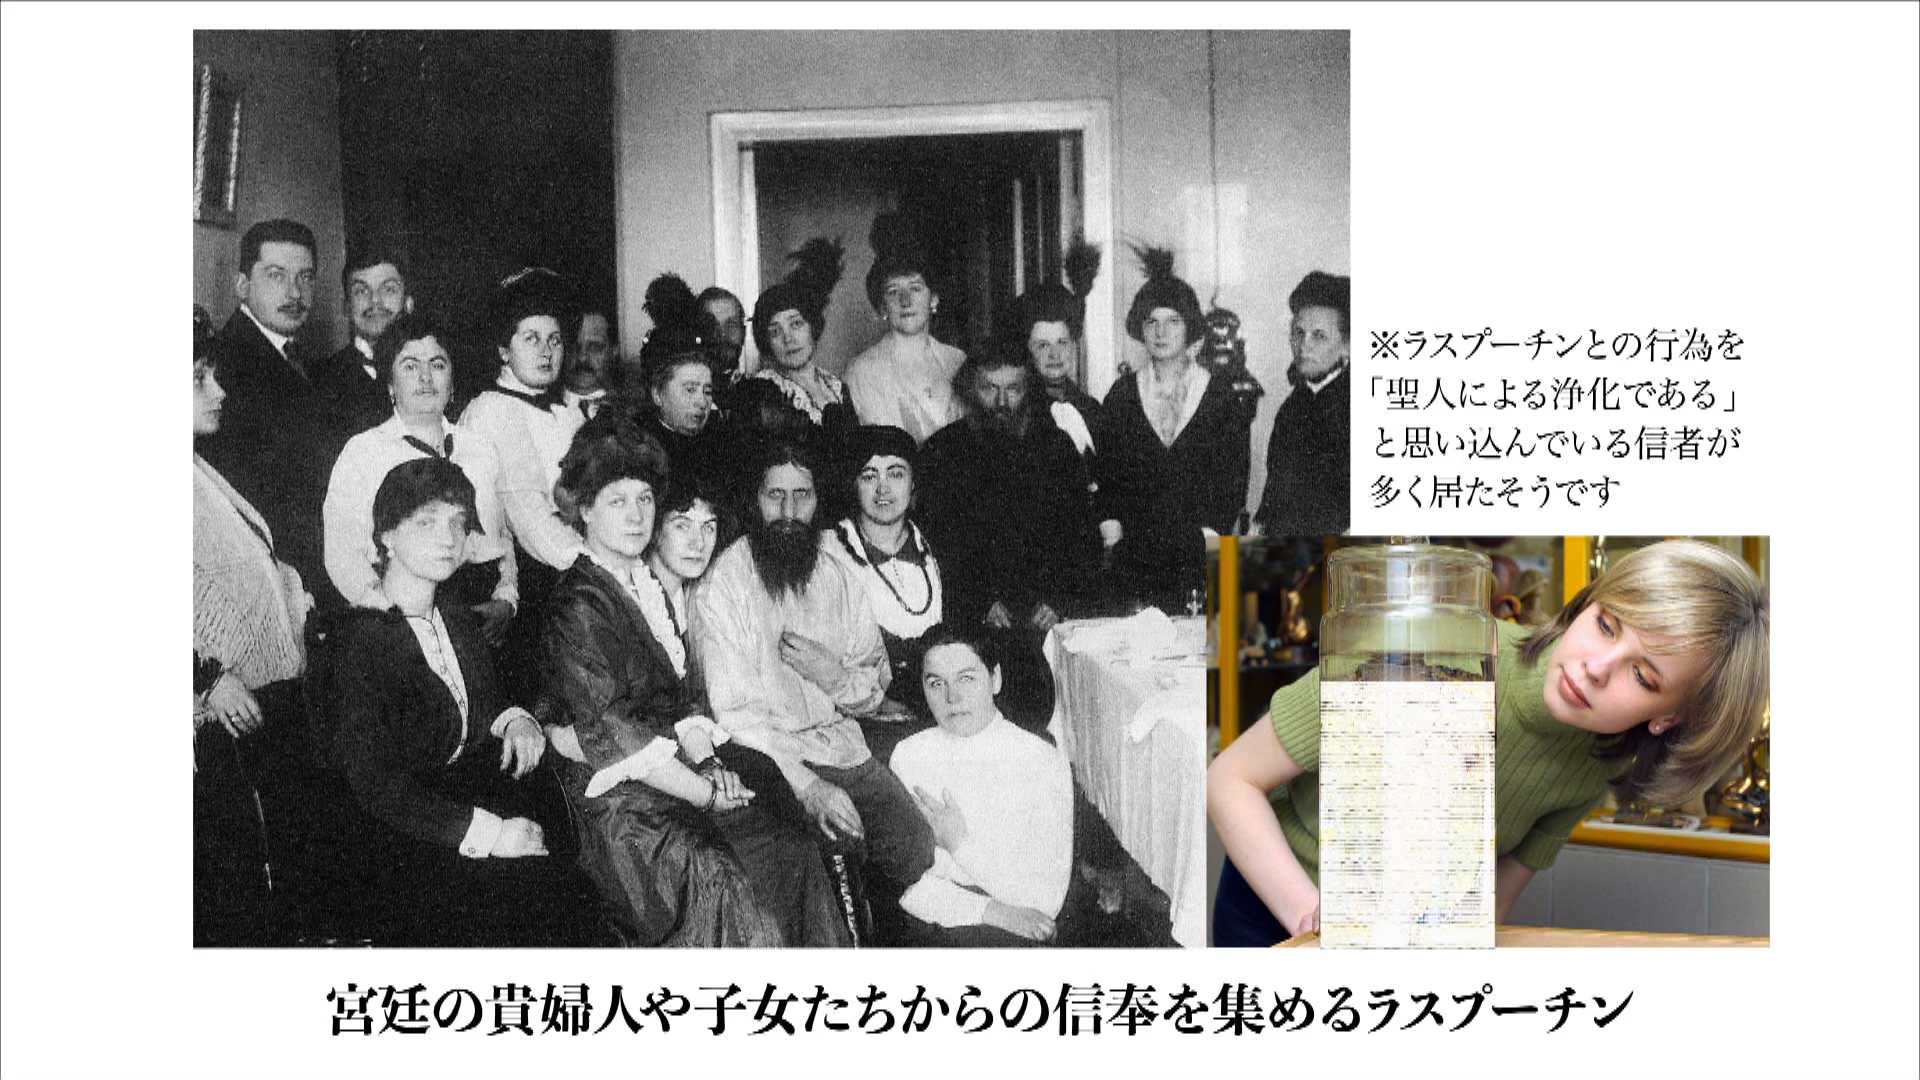 ※ラスプーチンとの行為を
「聖人による浄化である」
と思い込んでいる信者が
多く居たそうです
宮廷の貴婦人や子女たちからの信奉を集めるラスプーチン